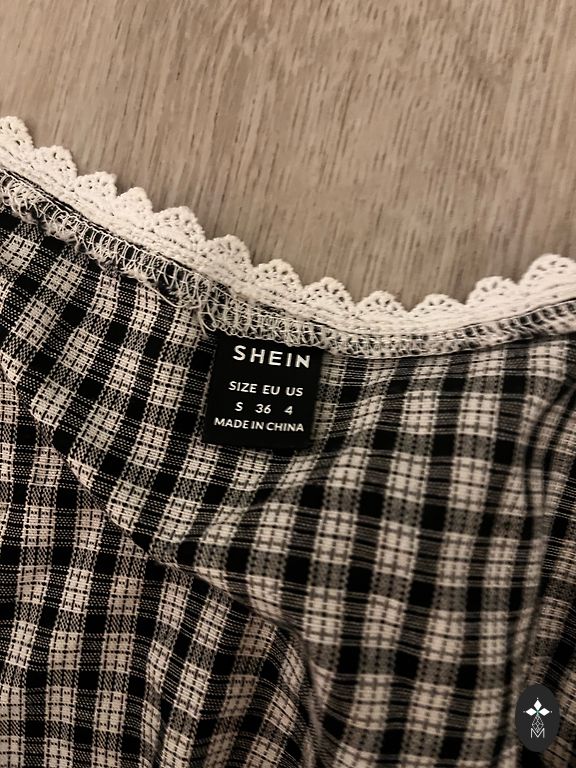 SHEIN
SIZE EU US
S 36 4
MADE IN CHINA
M